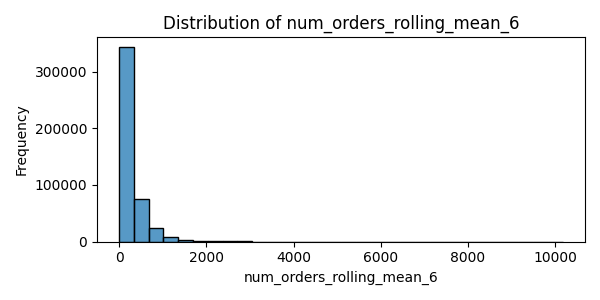 Distribution of num_orders_rolling_mean_6
300000
200000
100000
0
Frequency
0 2000 4000 6000 8000 10000
num_orders_rolling_mean_6